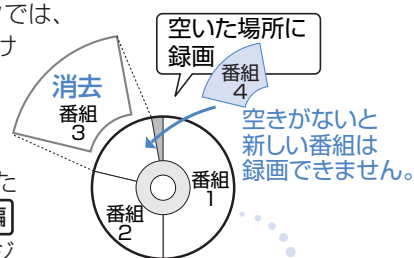 では、
け
空いた場所に
録画
消去
番組
3
番組
4
空きがないと
新しい番組は
録画できません。
た
番組
1
番組
2
編
ジ